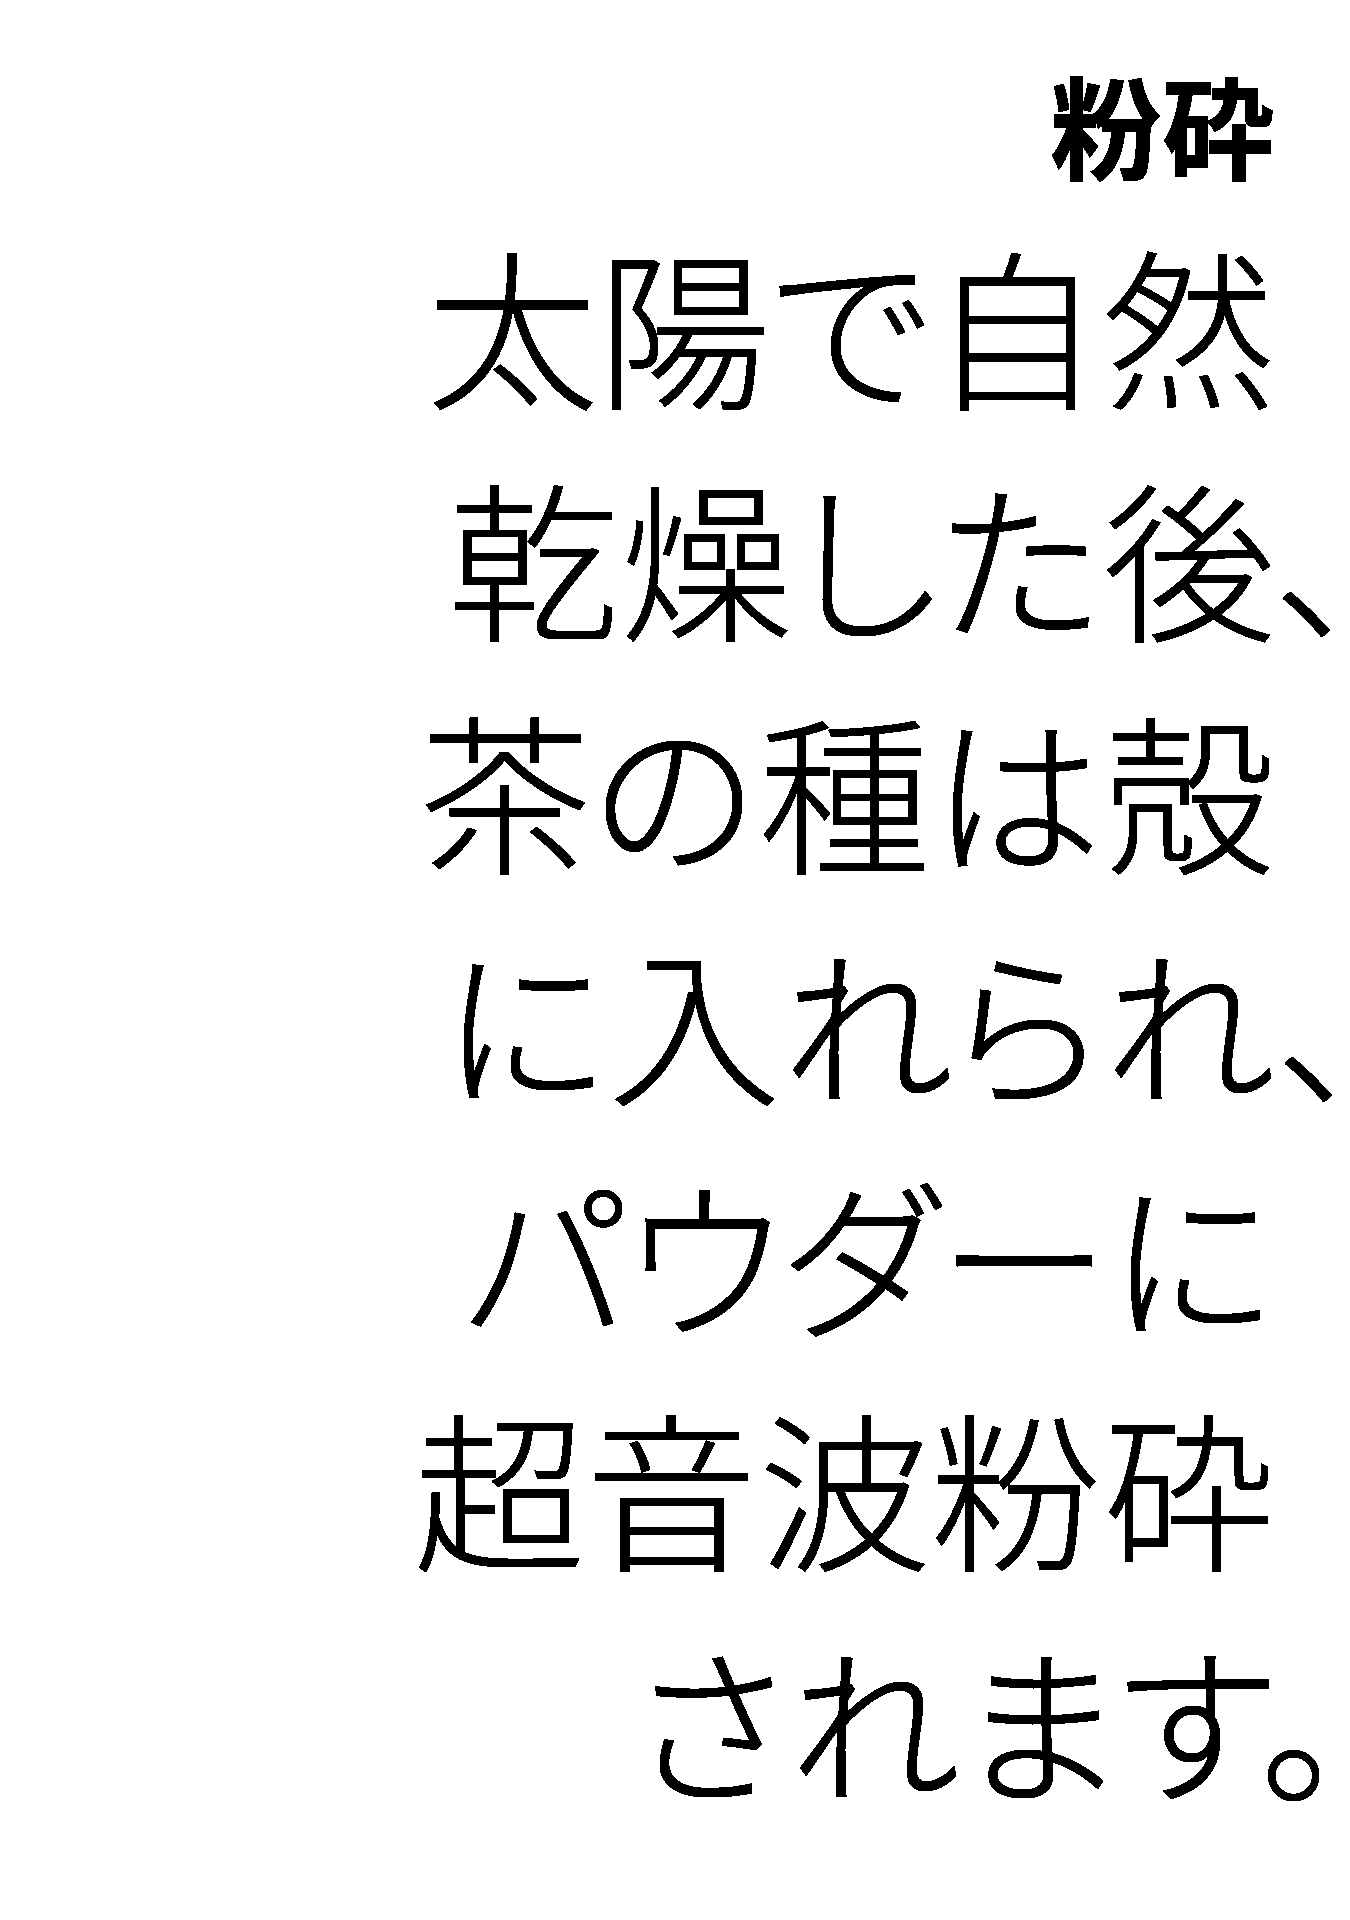 粉砕
太陽で自然
乾燥した後、
茶の種は殻
に入れられ、
パウダーに
超音波粉砕
されます。